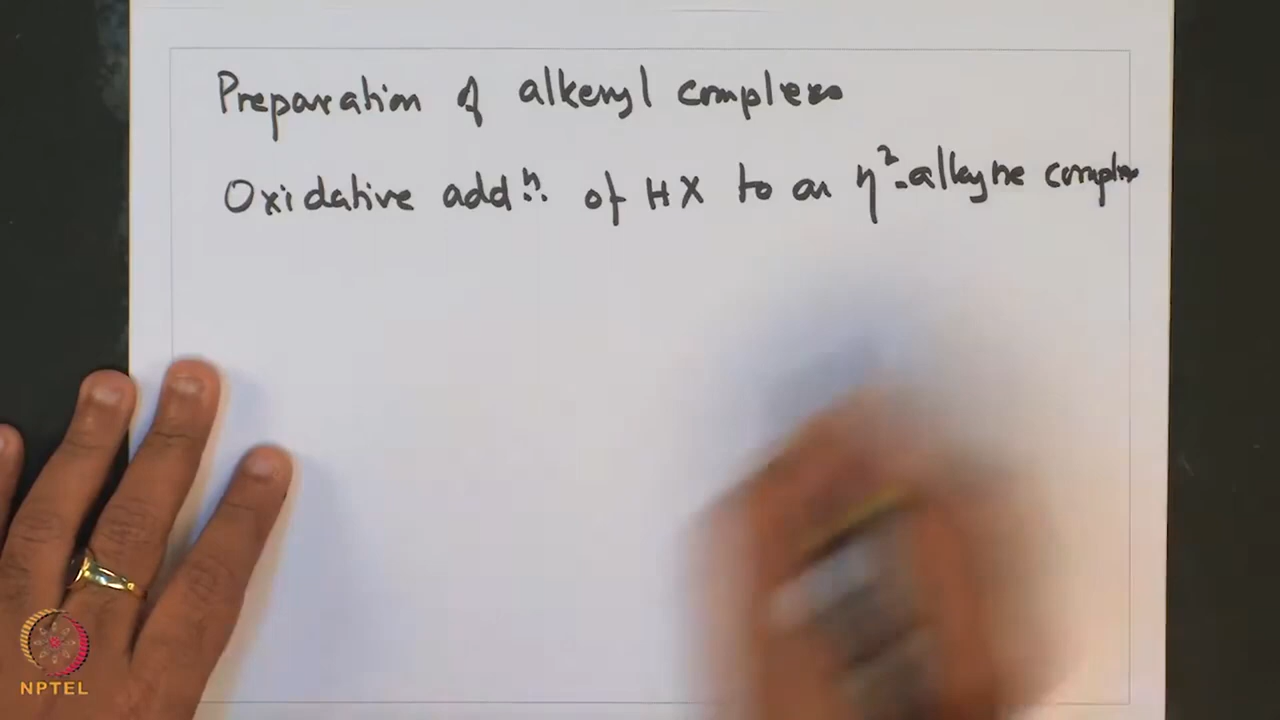 Preparation of alkenyl complexes
Oxidative addn. of HX to an η²-alkyne complex
NPTEL